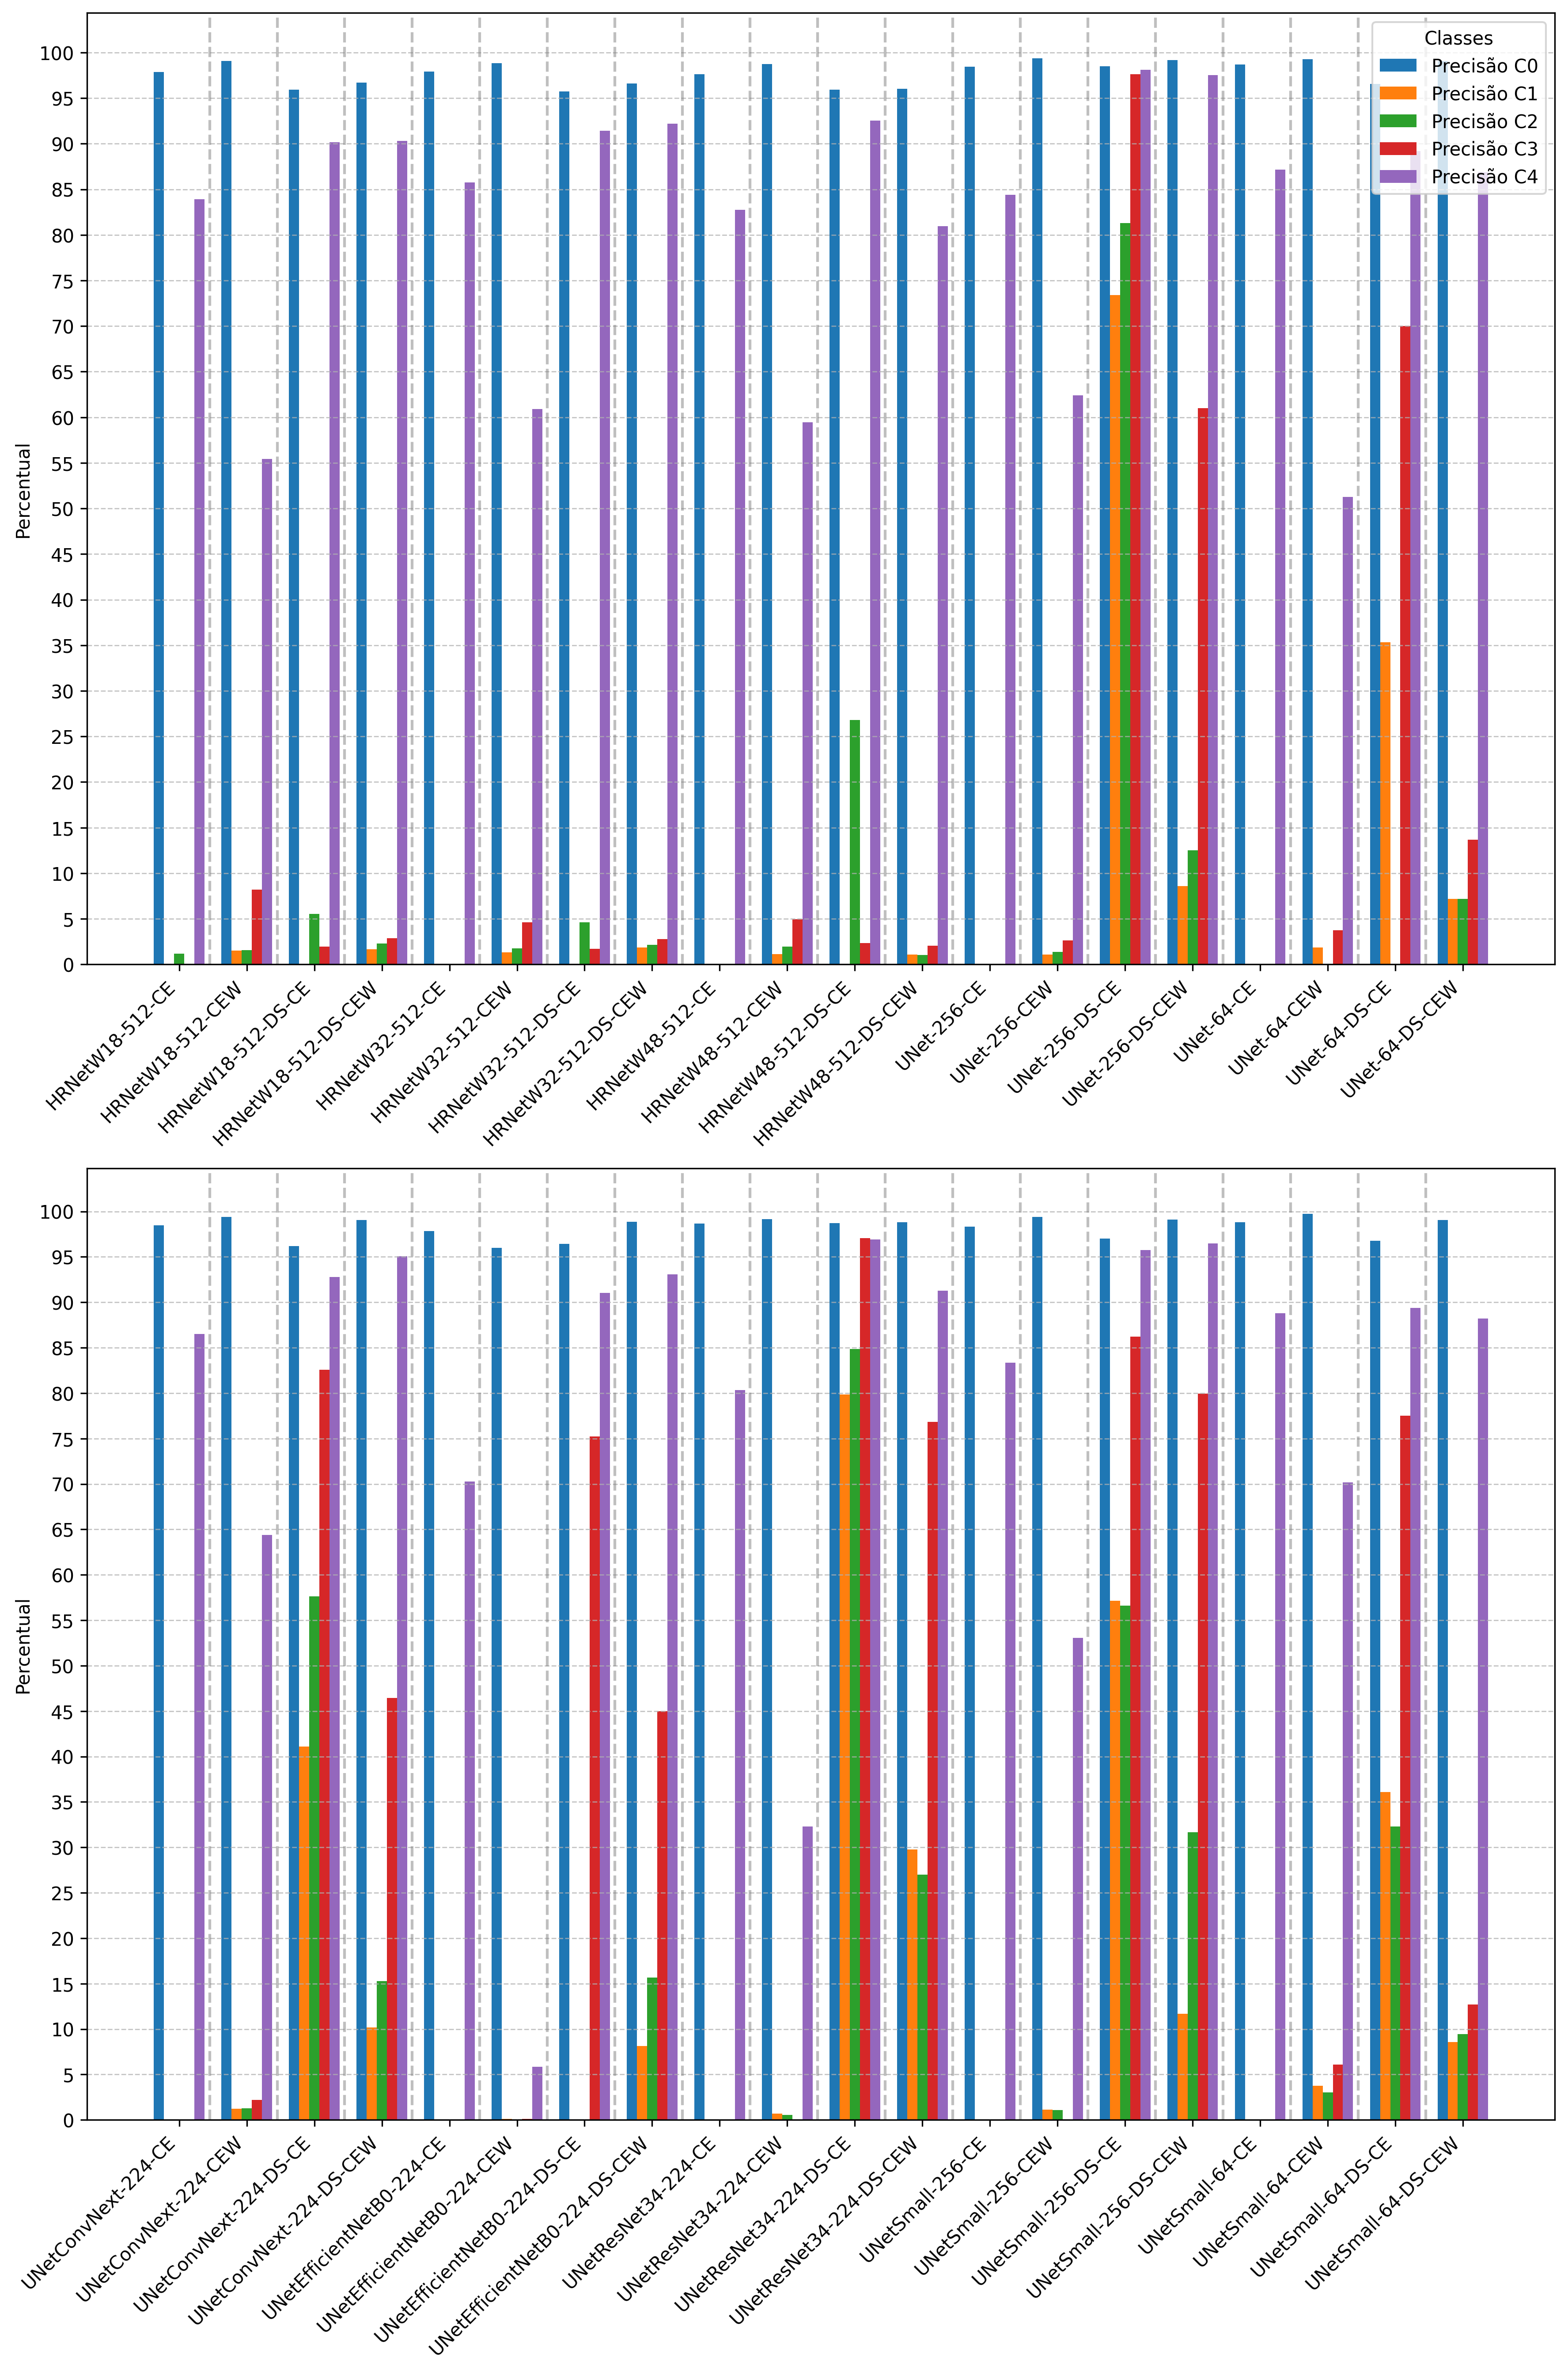 Percentual
100
95
90
85
80
75
70
65
60
55
50
45
40
35
30
25
20
15
10
5
0
Classes
Precisão C0
Precisão C1
Precisão C2
Precisão C3
Precisão C4
HRNetW18-512-CE
HRNetW18-512-CEW
HRNetW18-512-DS-CE
HRNetW18-512-DS-CEW
HRNetW32-512-CE
HRNetW32-512-CEW
HRNetW32-512-DS-CE
HRNetW32-512-DS-CEW
HRNetW48-512-CE
HRNetW48-512-CEW
HRNetW48-512-DS-CE
HRNetW48-512-DS-CEW
UNet-256-CE
UNet-256-CEW
UNet-256-DS-CE
UNet-256-DS-CEW
UNet-64-CE
UNet-64-CEW
UNet-64-DS-CE
UNet-64-DS-CEW
Percentual
100
95
90
85
80
75
70
65
60
55
50
45
40
35
30
25
20
15
10
5
0
UNetConvNext-224-CE
UNetConvNext-224-CEW
UNetConvNext-224-DS-CE
UNetConvNext-224-DS-CEW
UNetEfficientNetB0-224-CE
UNetEfficientNetB0-224-CEW
UNetEfficientNetB0-224-DS-CE
UNetEfficientNetB0-224-DS-CEW
UNetResNet34-224-CE
UNetResNet34-224-CEW
UNetResNet34-224-DS-CE
UNetResNet34-224-DS-CEW
UNetSmall-256-CE
UNetSmall-256-CEW
UNetSmall-256-DS-CE
UNetSmall-256-DS-CEW
UNetSmall-64-CE
UNetSmall-64-CEW
UNetSmall-64-DS-CE
UNetSmall-64-DS-CEW